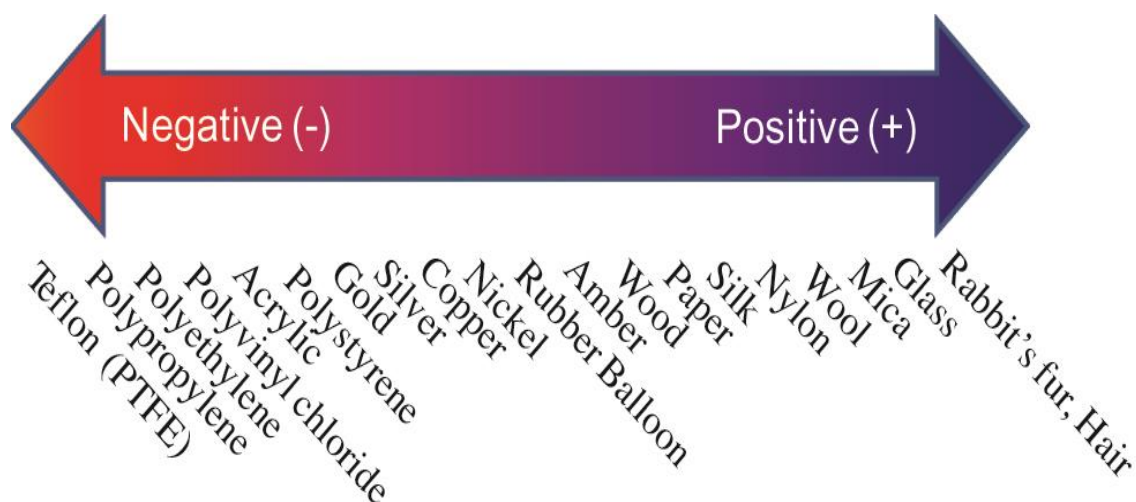 Negative (-)
Positive (+)
Teflon (PTFE)
Polypropylene
Polyethylene
Polyvinyl chloride
Acrylic
Polystyrene
Gold
Silver
Copper
Nickel
Rubber Balloon
Amber
Wood
Paper
Silk
Nylon
Wool
Mica
Glass
Rabbit’s fur, Hair